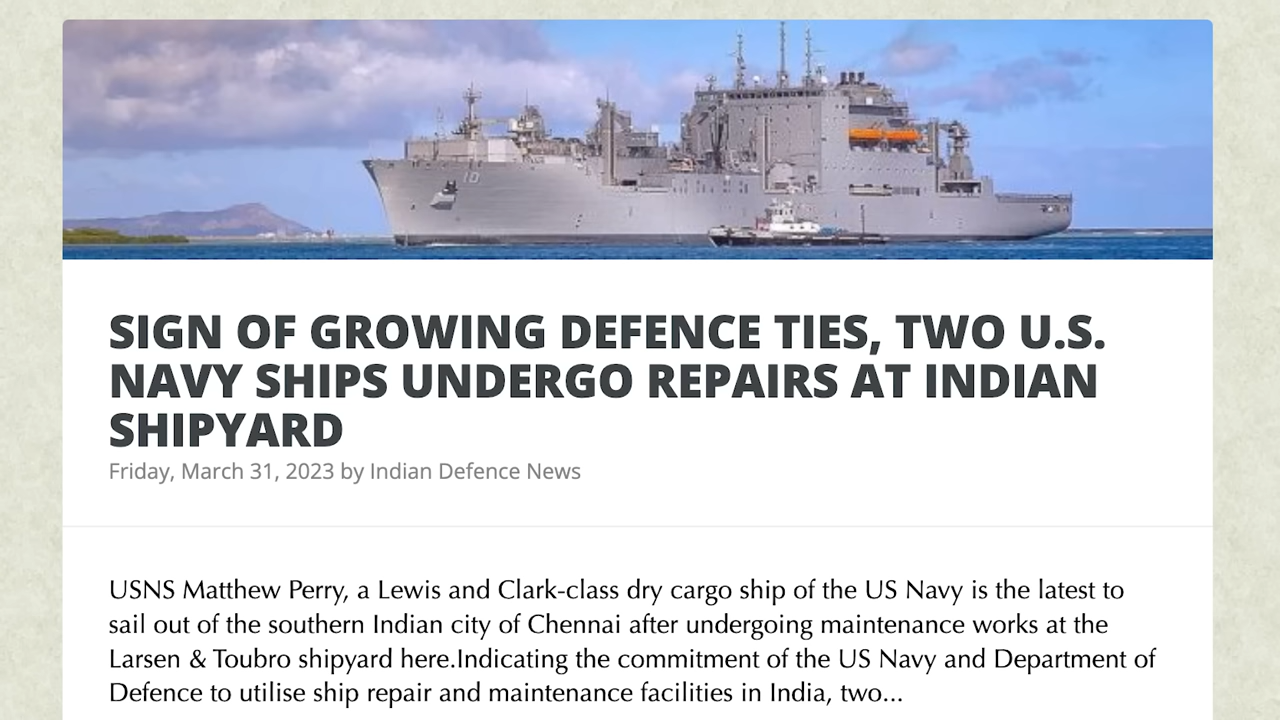 10
SIGN OF GROWING DEFENCE TIES, TWO U.S.
NAVY SHIPS UNDERGO REPAIRS AT INDIAN
SHIPYARD
Friday, March 31, 2023 by Indian Defence News
USNS Matthew Perry, a Lewis and Clark-class dry cargo ship of the US Navy is the latest to
sail out of the southern Indian city of Chennai after undergoing maintenance works at the
Larsen & Toubro shipyard here.Indicating the commitment of the US Navy and Department of
Defence to utilise ship repair and maintenance facilities in India, two...